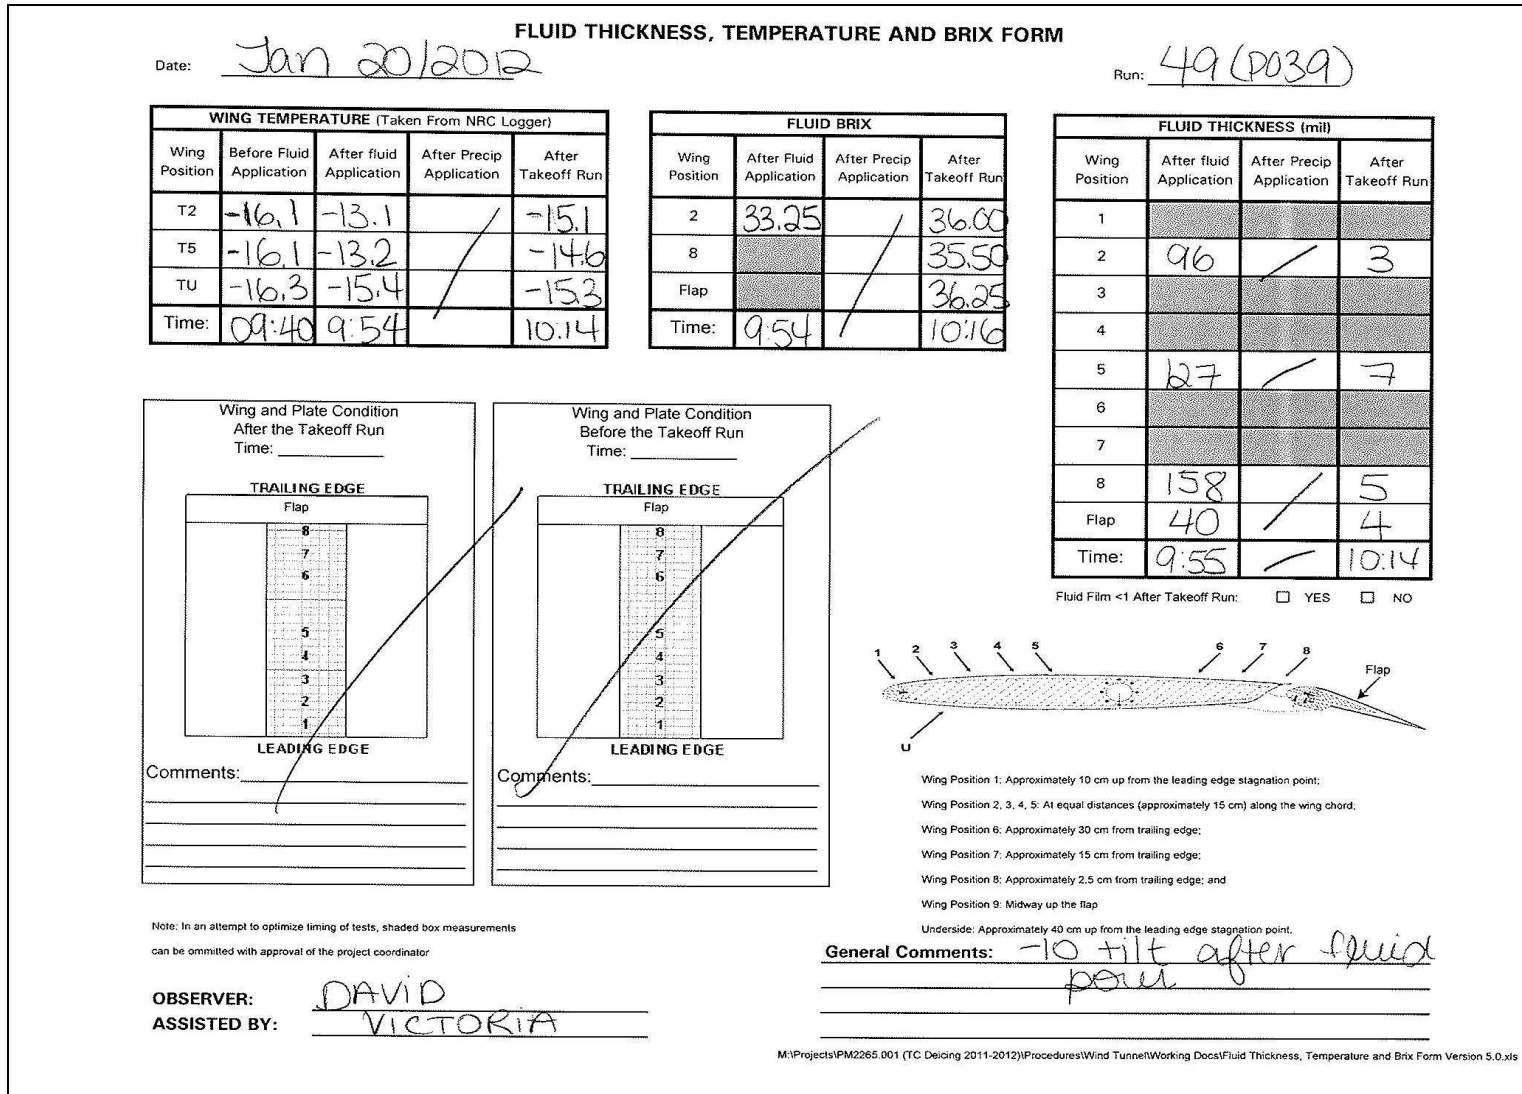 FLUID THICKNESS, TEMPERATURE AND BRIX FORM
Date: Jan 20/2012
Run: 49 (P039)
WING TEMPERATURE (Taken From NRC Logger)
Wing Position Before Fluid Application After fluid Application After Precip Application After Takeoff Run
T2 -16.1 -13.1 -15.1
T5 -16.1 -13.2 -14.6
TU -16.3 -15.4 -15.3
Time: 09:40 9:54 10:14
FLUID BRIX
Wing Position After Fluid Application After Precip Application After Takeoff Run
2 33.25 36.00
8 35.50
Flap 36.25
Time: 9:54 10:16
FLUID THICKNESS (mil)
Wing Position After fluid Application After Precip Application After Takeoff Run
1
2 96 3
3
4
5 127 7
6
7
8 158 5
Flap 40 4
Time: 9:55 10:14
Fluid Film <1 After Takeoff Run: YES NO
Wing and Plate Condition
After the Takeoff Run
Time:
TRAILING EDGE
Flap
8
7
6
5
4
3
2
1
LEADING EDGE
Comments:
Wing and Plate Condition
Before the Takeoff Run
Time:
TRAILING EDGE
Flap
8
7
6
5
4
3
2
1
LEADING EDGE
Comments:
1 2 3 4 5 6 7 8
Flap
U
Wing Position 1: Approximately 10 cm up from the leading edge stagnation point;
Wing Position 2, 3, 4, 5: At equal distances (approximately 15 cm) along the wing chord;
Wing Position 6: Approximately 30 cm from trailing edge;
Wing Position 7: Approximately 15 cm from trailing edge;
Wing Position 8: Approximately 2.5 cm from trailing edge; and
Wing Position 9: Midway up the flap
Underside: Approximately 40 cm up from the leading edge stagnation point.
Note: In an attempt to optimize timing of tests, shaded box measurements
can be ommitted with approval of the project coordinator
General Comments: -10 tilt after fluid
pour
OBSERVER: DAVID
ASSISTED BY: VICTORIA
M:\Projects\PM2265.001 (TC Deicing 2011-2012)\Procedures\Wind Tunnel\Working Docs\Fluid Thickness, Temperature and Brix Form Version 5.0.xls